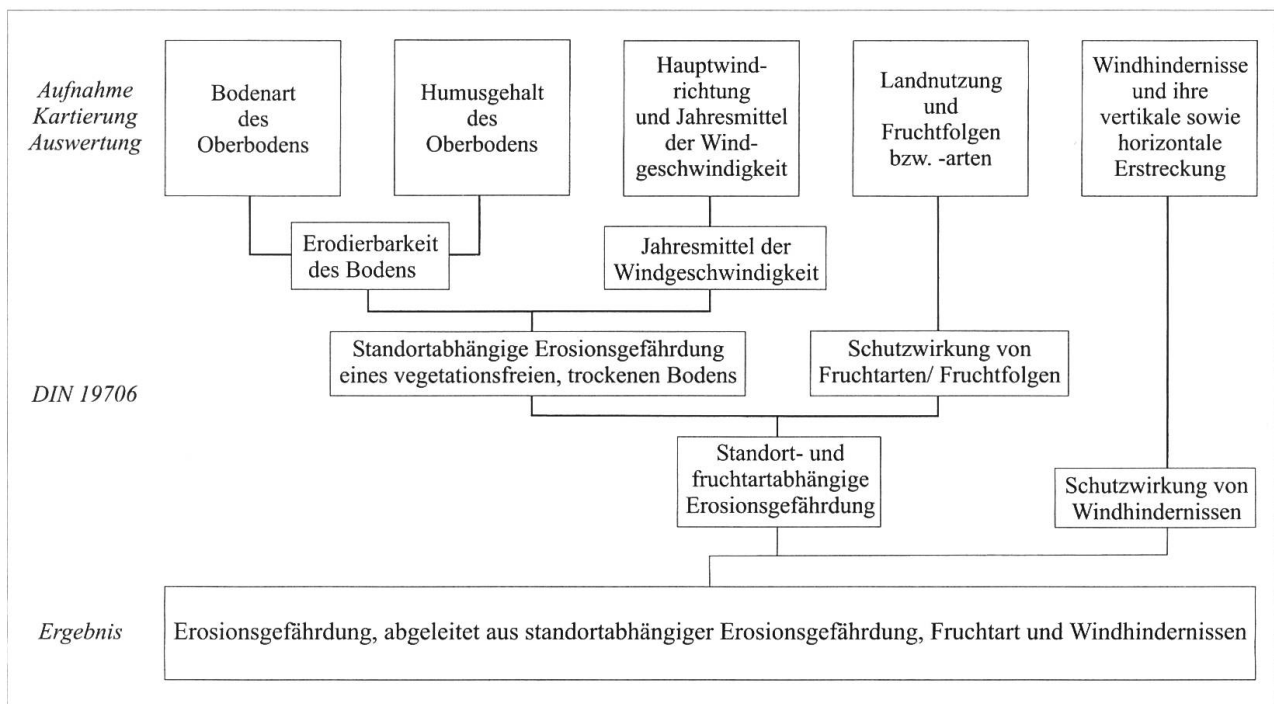 Aufnahme
Kartierung
Auswertung
Bodenart
des
Oberbodens
Humusgehalt
des
Oberbodens
Hauptwind-
richtung
und Jahresmittel
der Wind-
geschwindigkeit
Landnutzung
und
Fruchtfolgen
bzw. -arten
Windhindernisse
und ihre
vertikale sowie
horizontale
Erstreckung
Erodierbarkeit
des Bodens
Jahresmittel der
Windgeschwindigkeit
DIN 19706
Standortabhängige Erosionsgefährdung
eines vegetationsfreien, trockenen Bodens
Schutzwirkung von
Fruchtarten/ Fruchtfolgen
Standort- und
fruchtartabhängige
Erosionsgefährdung
Schutzwirkung von
Windhindernissen
Ergebnis
Erosionsgefährdung, abgeleitet aus standortabhängiger Erosionsgefährdung, Fruchtart und Windhindernissen